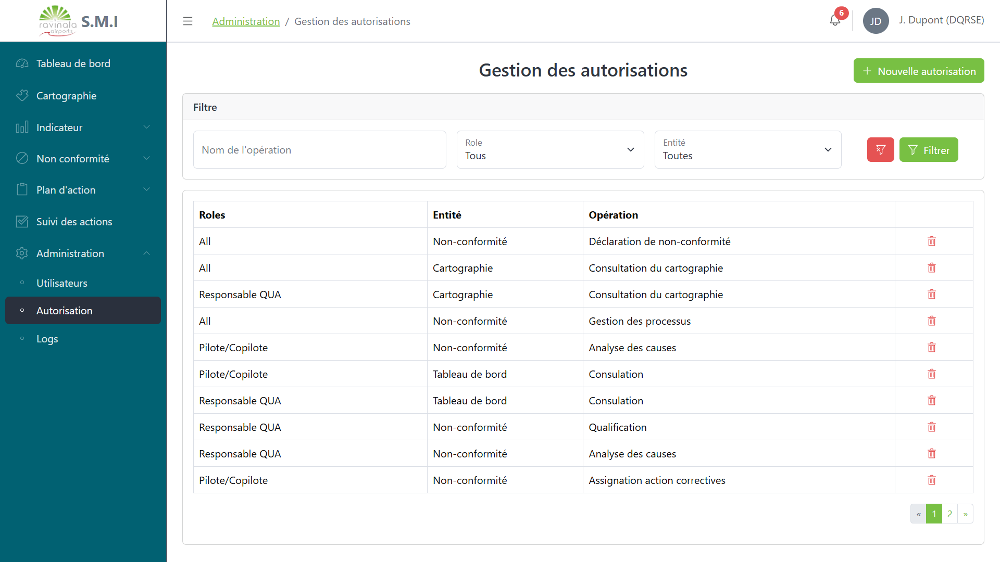 ravinala
airports
S.M.I
Administration / Gestion des autorisations
6
JD
J. Dupont (DQRSE)
Tableau de bord
Cartographie
Indicateur
Non conformité
Plan d'action
Suivi des actions
Administration
Utilisateurs
Autorisation
Logs
Gestion des autorisations
Nouvelle autorisation
Filtre
Nom de l'opération
Role
Tous
Entité
Toutes
Filtrer
Roles Entité Opération
All Non-conformité Déclaration de non-conformité
All Cartographie Consultation du cartographie
Responsable QUA Cartographie Consultation du cartographie
All Non-conformité Gestion des processus
Pilote/Copilote Non-conformité Analyse des causes
Pilote/Copilote Tableau de bord Consulation
Responsable QUA Tableau de bord Consulation
Responsable QUA Non-conformité Qualification
Responsable QUA Non-conformité Analyse des causes
Pilote/Copilote Non-conformité Assignation action correctives
« 1 2 »